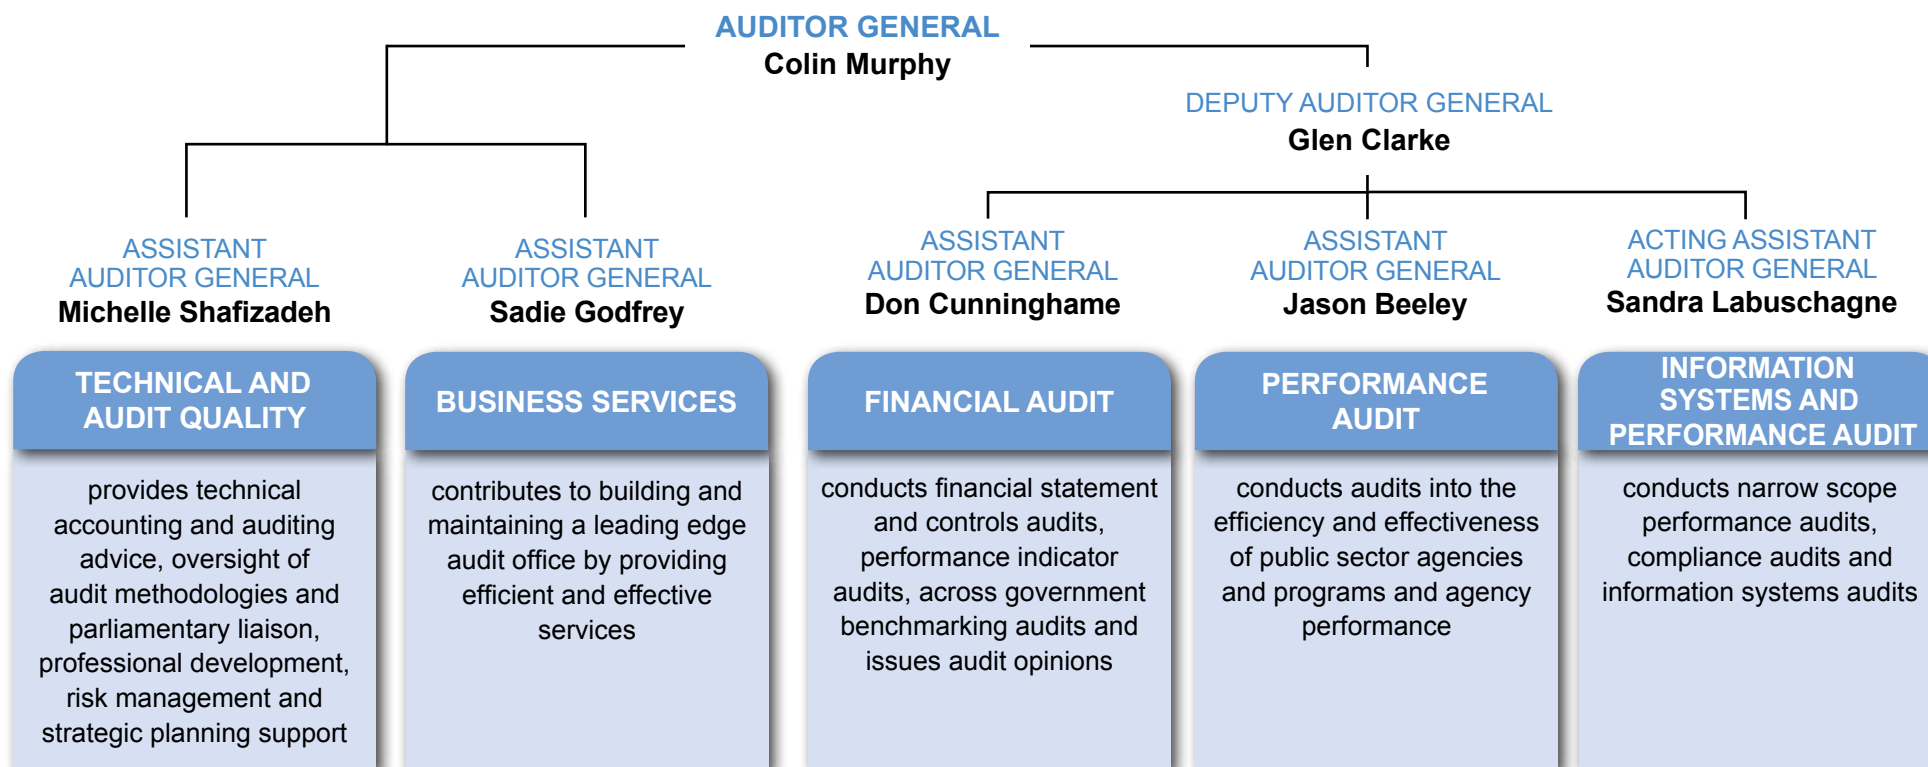 AUDITOR GENERAL
Colin Murphy
DEPUTY AUDITOR GENERAL
Glen Clarke
ASSISTANT
AUDITOR GENERAL
Michelle Shafizadeh
ASSISTANT
AUDITOR GENERAL
Sadie Godfrey
ASSISTANT
AUDITOR GENERAL
Don Cunninghame
ASSISTANT
AUDITOR GENERAL
Jason Beeley
ACTING ASSISTANT
AUDITOR GENERAL
Sandra Labuschagne
TECHNICAL AND
AUDIT QUALITY
provides technical
accounting and auditing
advice, oversight of
audit methodologies and
parliamentary liaison,
professional development,
risk management and
strategic planning support
BUSINESS SERVICES
contributes to building and
maintaining a leading edge
audit office by providing
efficient and effective
services
FINANCIAL AUDIT
conducts financial statement
and controls audits,
performance indicator
audits, across government
benchmarking audits and
issues audit opinions
PERFORMANCE
AUDIT
conducts audits into the
efficiency and effectiveness
of public sector agencies
and programs and agency
performance
INFORMATION
SYSTEMS AND
PERFORMANCE AUDIT
conducts narrow scope
performance audits,
compliance audits and
information systems audits